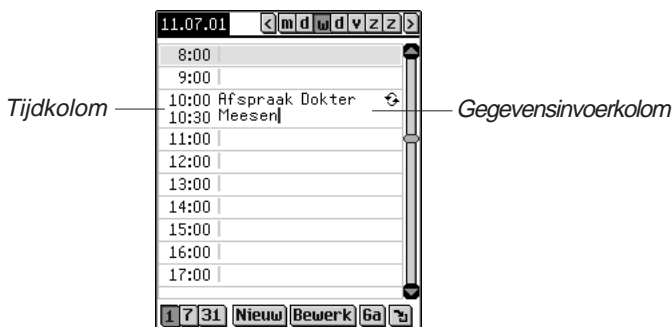 11.07.01 < m d w d v z z >
8:00
9:00
Tijdkolom
10:00 Afspraak Dokter
10:30 Meesen
Gegevensinvoerkolom
11:00
12:00
13:00
14:00
15:00
16:00
17:00
1 7 31 Nieuw Bewerk Ga